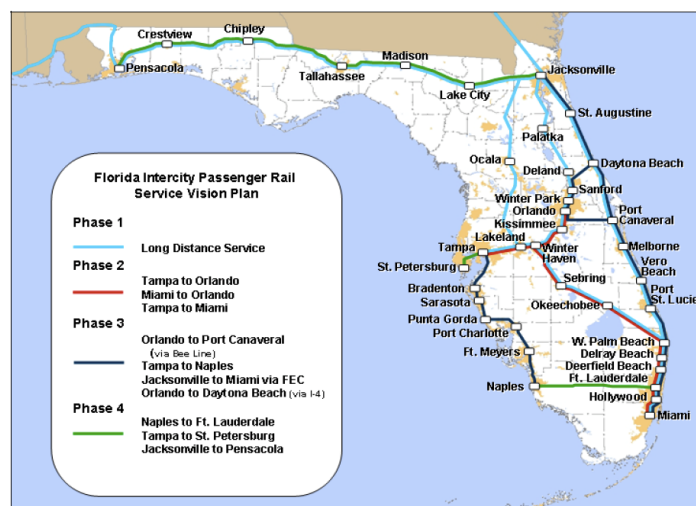 Crestview
Chipley
Pensacola
Tallahassee
Madison
Lake City
Jacksonville
St. Augustine
Palatka
Ocala
Deland
Daytona Beach
Sanford
Winter Park
Orlando
Kissimmee
Port
Canaveral
Lakeland
Tampa
Winter
Haven
Melborne
St. Petersburg
Vero
Beach
Sebring
Bradenton
Sarasota
Okeechobee
Port
St. Lucie
Punta Gorda
Port Charlotte
W. Palm Beach
Ft. Meyers
Delray Beach
Deerfield Beach
Ft. Lauderdale
Naples
Hollywood
Miami
Florida Intercity Passenger Rail
Service Vision Plan
Phase 1
Long Distance Service
Phase 2
Tampa to Orlando
Miami to Orlando
Tampa to Miami
Phase 3
Orlando to Port Canaveral
(via Bee Line)
Tampa to Naples
Jacksonville to Miami via FEC
Orlando to Daytona Beach (via I-4)
Phase 4
Naples to Ft. Lauderdale
Tampa to St. Petersburg
Jacksonville to Pensacola